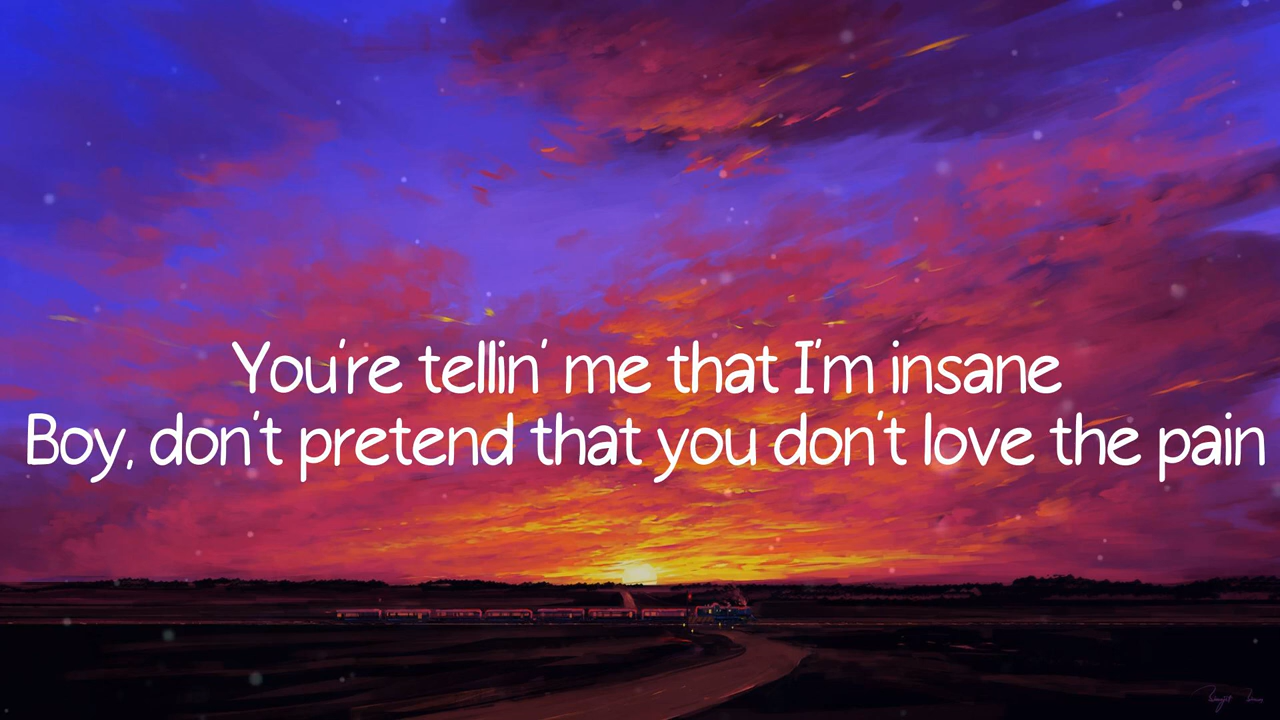 You're tellin' me that I'm insane
Boy, don't pretend that you don't love the pain